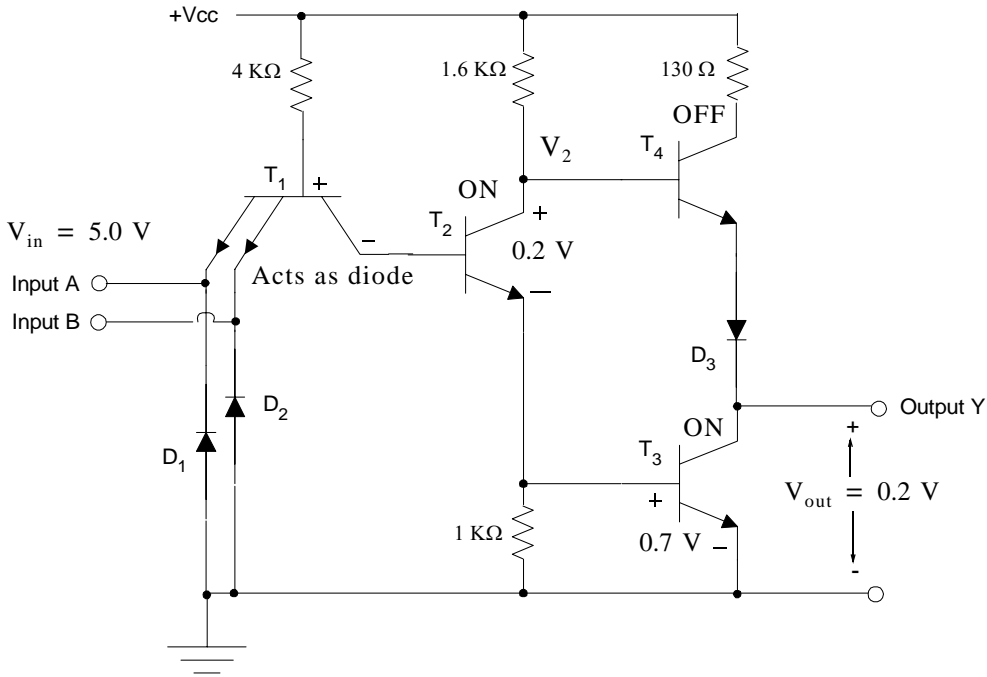 +Vcc
4 KΩ
1.6 KΩ
130 Ω
OFF
V2
T4
T1
+
ON
T2
+
Vin = 5.0 V
–
0.2 V
Acts as diode
Input A
–
Input B
D3
D2
ON
Output Y
D1
T3
+
Vout = 0.2 V
+
1 KΩ
0.7 V
–
-